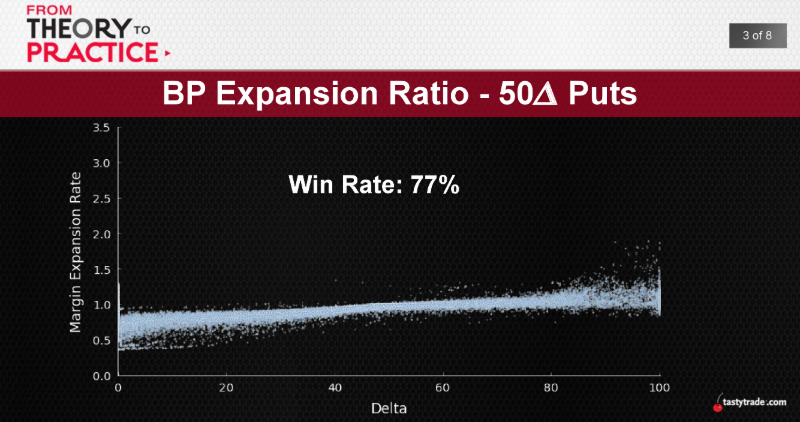 FROM
THEORY TO
PRACTICE
3 of 8
BP Expansion Ratio - 50Δ Puts
Win Rate: 77%
Margin Expansion Rate
3.5
3.0
2.5
2.0
1.5
1.0
0.5
0.0
0
20
40
60
80
100
Delta
tastytrade.com